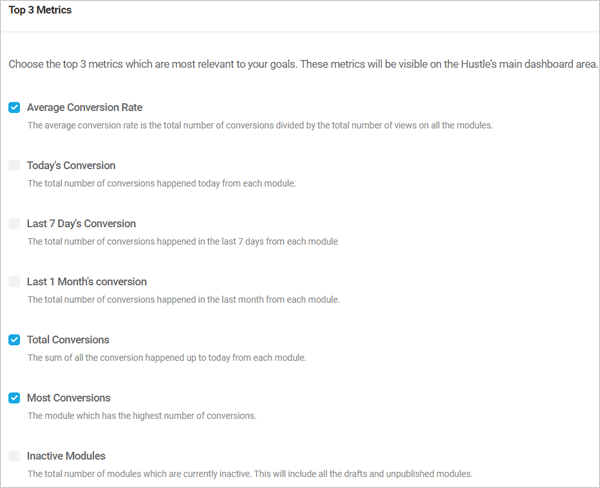 Top 3 Metrics
Choose the top 3 metrics which are most relevant to your goals. These metrics will be visible on the Hustle's main dashboard area.
Average Conversion Rate
The average conversion rate is the total number of conversions divided by the total number of views on all the modules.
Today's Conversion
The total number of conversions happened today from each module.
Last 7 Day's Conversion
The total number of conversions happened in the last 7 days from each module
Last 1 Month's conversion
The total number of conversions happened in the last month from each module.
Total Conversions
The sum of all the conversion happened up to today from each module.
Most Conversions
The module which has the highest number of conversions.
Inactive Modules
The total number of modules which are currently inactive. This will include all the drafts and unpublished modules.